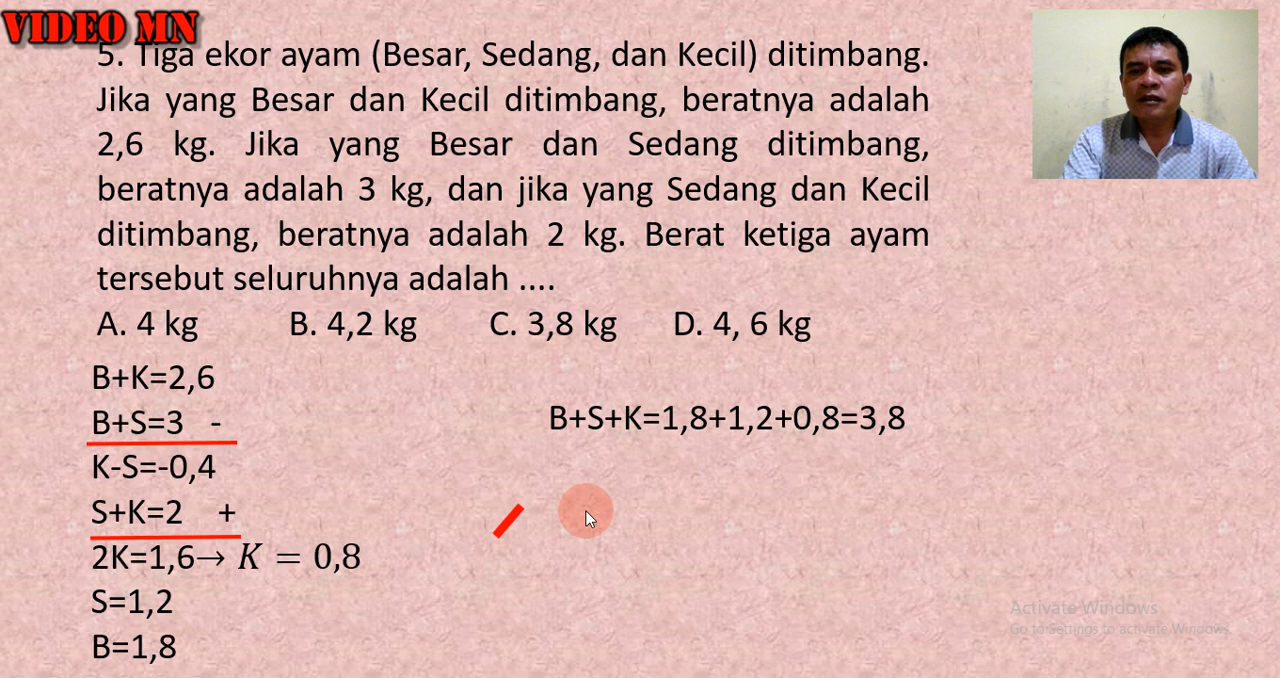 VIDEO MN
5. Tiga ekor ayam (Besar, Sedang, dan Kecil) ditimbang.
Jika yang Besar dan Kecil ditimbang, beratnya adalah
2,6 kg. Jika yang Besar dan Sedang ditimbang,
beratnya adalah 3 kg, dan jika yang Sedang dan Kecil
ditimbang, beratnya adalah 2 kg. Berat ketiga ayam
tersebut seluruhnya adalah ....
A. 4 kg B. 4,2 kg C. 3,8 kg D. 4, 6 kg
B+K=2,6
B+S=3 -
K-S=-0,4
S+K=2 +
2K=1,6→ K = 0,8
S=1,2
B=1,8
B+S+K=1,8+1,2+0,8=3,8
Activate Windows
Go to Settings to activate Windows.